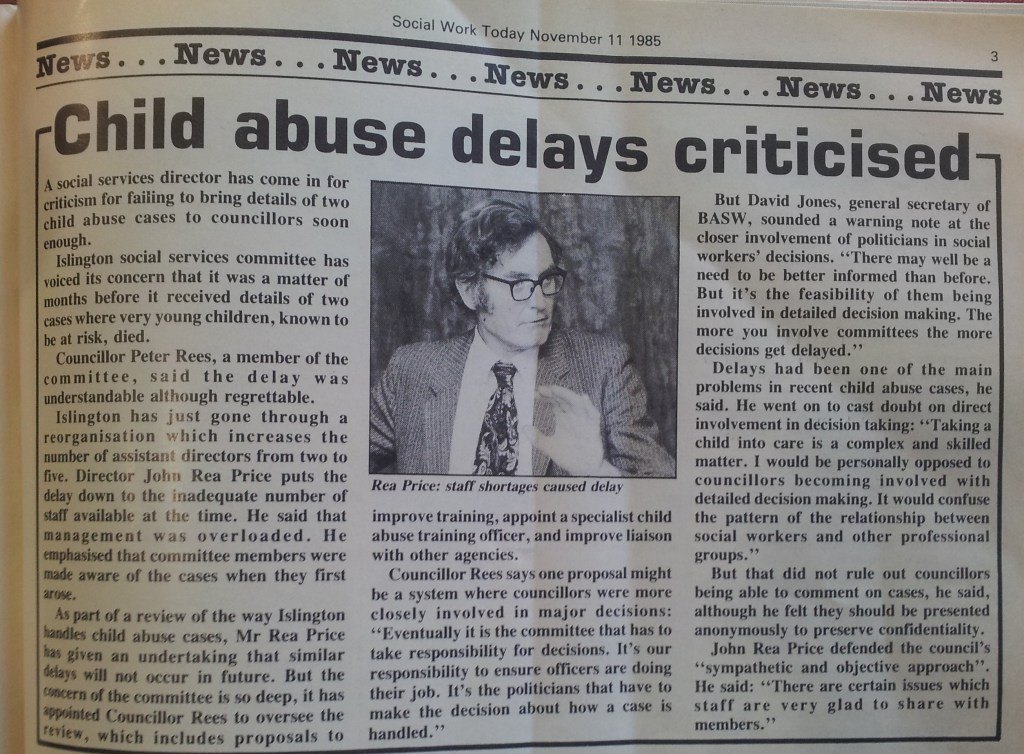 Social Work Today November 11 1985
3
News...News...News...News...News...News...News
Child abuse delays criticised
A social services director has come in for
criticism for failing to bring details of two
child abuse cases to councillors soon
enough.
Islington social services committee has
voiced its concern that it was a matter of
months before it received details of two
cases where very young children, known to
be at risk, died.
Councillor Peter Rees, a member of the
committee, said the delay was
understandable although regrettable.
Islington has just gone through a
reorganisation which increases the
number of assistant directors from two to
five. Director John Rea Price puts the
delay down to the inadequate number of
staff available at the time. He said that
management was overloaded. He
emphasised that committee members were
made aware of the cases when they first
arose.
As part of a review of the way Islington
handles child abuse cases, Mr Rea Price
has given an undertaking that similar
delays will not occur in future. But the
concern of the committee is so deep, it has
appointed Councillor Rees to oversee the
review, which includes proposals to
Rea Price: staff shortages caused delay
improve training, appoint a specialist child
abuse training officer, and improve liaison
with other agencies.
Councillor Rees says one proposal might
be a system where councillors were more
closely involved in major decisions:
“Eventually it is the committee that has to
take responsibility for decisions. It's our
responsibility to ensure officers are doing
their job. It's the politicians that have to
make the decision about how a case is
handled.”
But David Jones, general secretary of
BASW, sounded a warning note at the
closer involvement of politicians in social
workers' decisions. “There may well be a
need to be better informed than before.
But it's the feasibility of them being
involved in detailed decision making. The
more you involve committees the more
decisions get delayed.”
Delays had been one of the main
problems in recent child abuse cases, he
said. He went on to cast doubt on direct
involvement in decision taking: “Taking a
child into care is a complex and skilled
matter. I would be personally opposed to
councillors becoming involved with
detailed decision making. It would confuse
the pattern of the relationship between
social workers and other professional
groups.”
But that did not rule out councillors
being able to comment on cases, he said,
although he felt they should be presented
anonymously to preserve confidentiality.
John Rea Price defended the council's
“sympathetic and objective approach”.
He said: “There are certain issues which
staff are very glad to share with
members.”